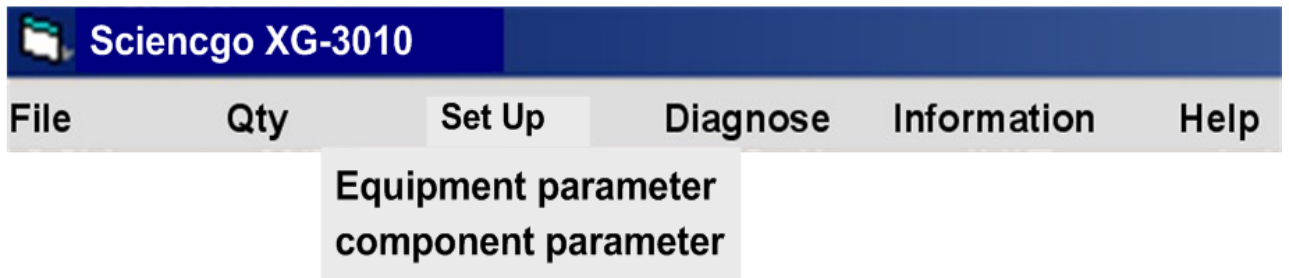 Sciencgo XG-3010
File Qty Set Up Diagnose Information Help
Equipment parameter
component parameter